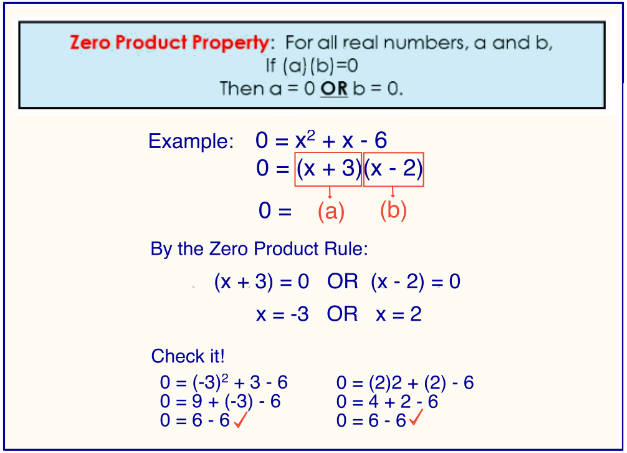 Zero Product Property: For all real numbers, a and b,
If (a)(b)=0
Then a = 0 OR b = 0.
Example: 0 = x² + x - 6
0 = (x + 3)(x - 2)
0 = (a) (b)
By the Zero Product Rule:
(x + 3) = 0 OR (x - 2) = 0
x = -3 OR x = 2
Check it!
0 = (-3)² + 3 - 6
0 = 9 + (-3) - 6
0 = 6 - 6 ✓
0 = (2)2 + (2) - 6
0 = 4 + 2 - 6
0 = 6 - 6 ✓